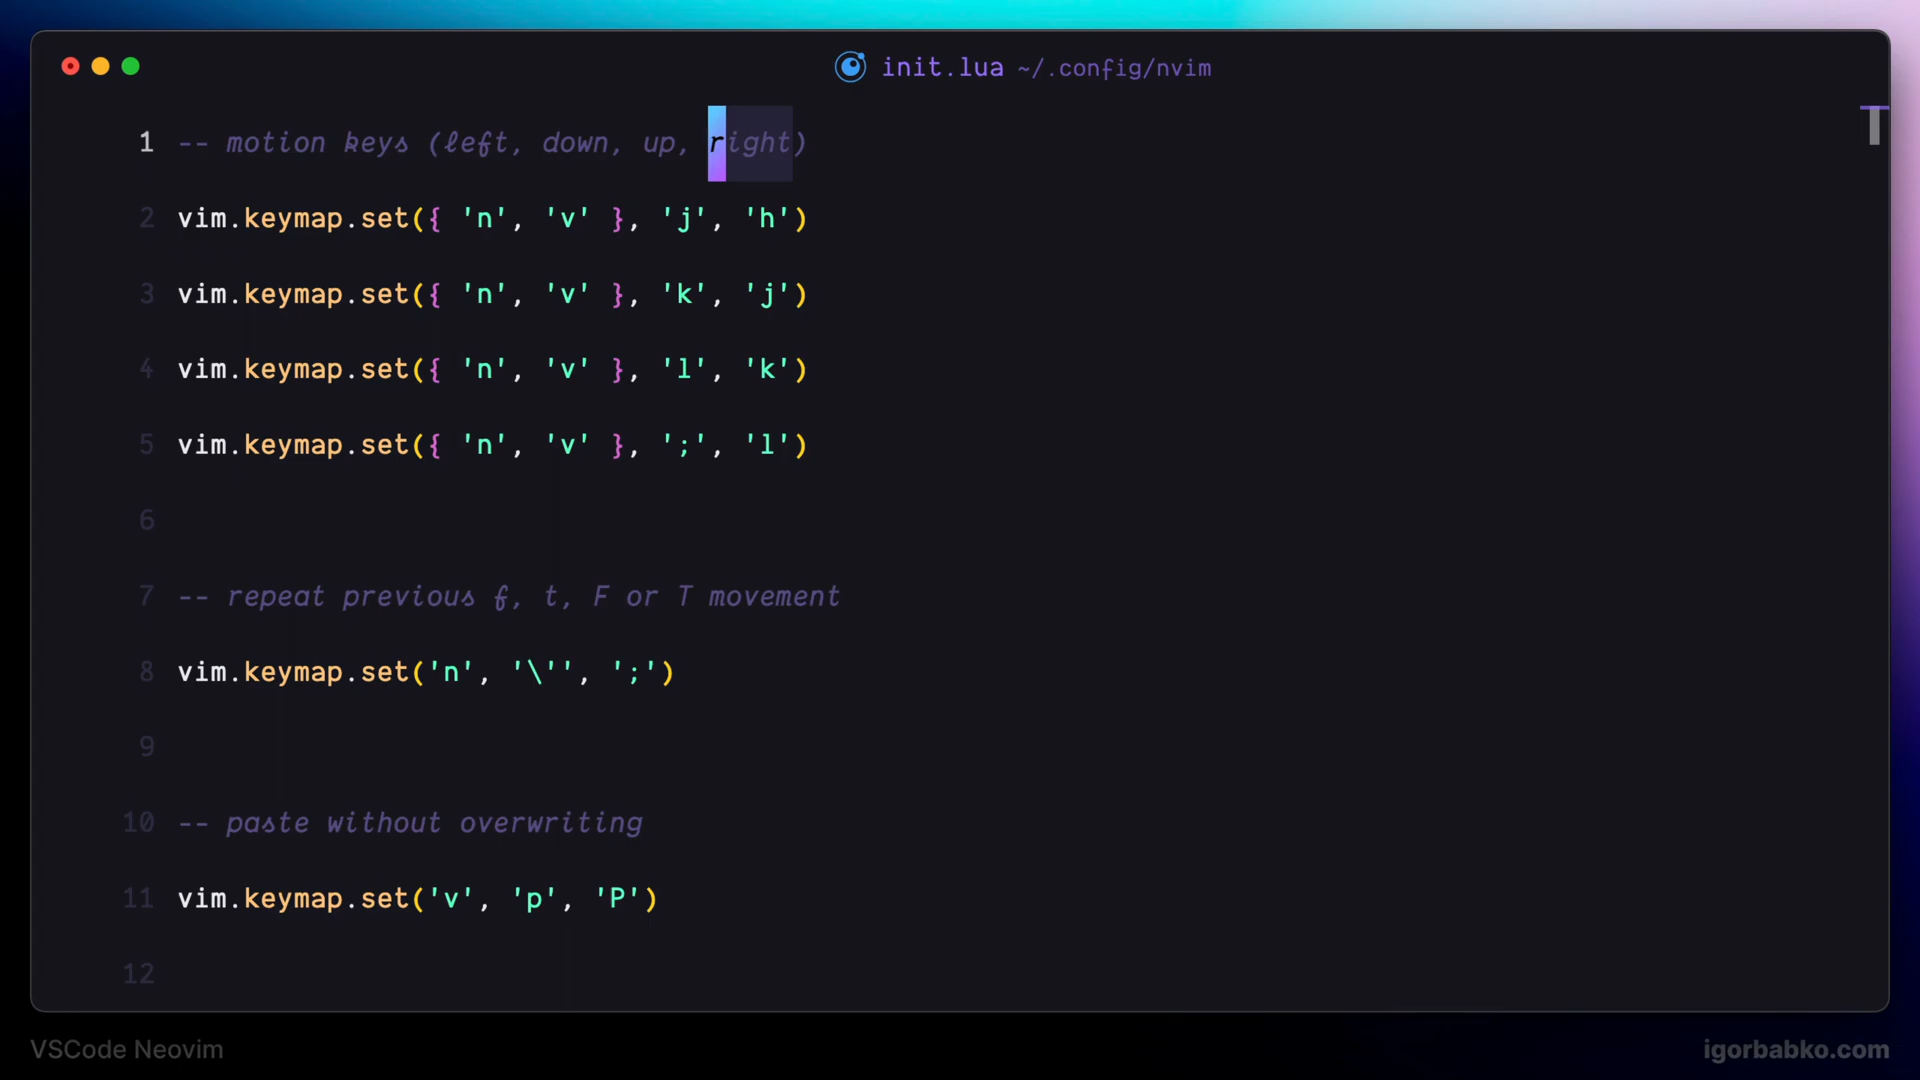 init.lua ~/.config/nvim
1 -- motion keys (left, down, up, right)
2 vim.keymap.set({ 'n', 'v' }, 'j', 'h')
3 vim.keymap.set({ 'n', 'v' }, 'k', 'j')
4 vim.keymap.set({ 'n', 'v' }, 'l', 'k')
5 vim.keymap.set({ 'n', 'v' }, ';', 'l')
6
7 -- repeat previous f, t, F or T movement
8 vim.keymap.set('n', '\'', ';')
9
10 -- paste without overwriting
11 vim.keymap.set('v', 'p', 'P')
12
VSCode Neovim
igorbabko.com